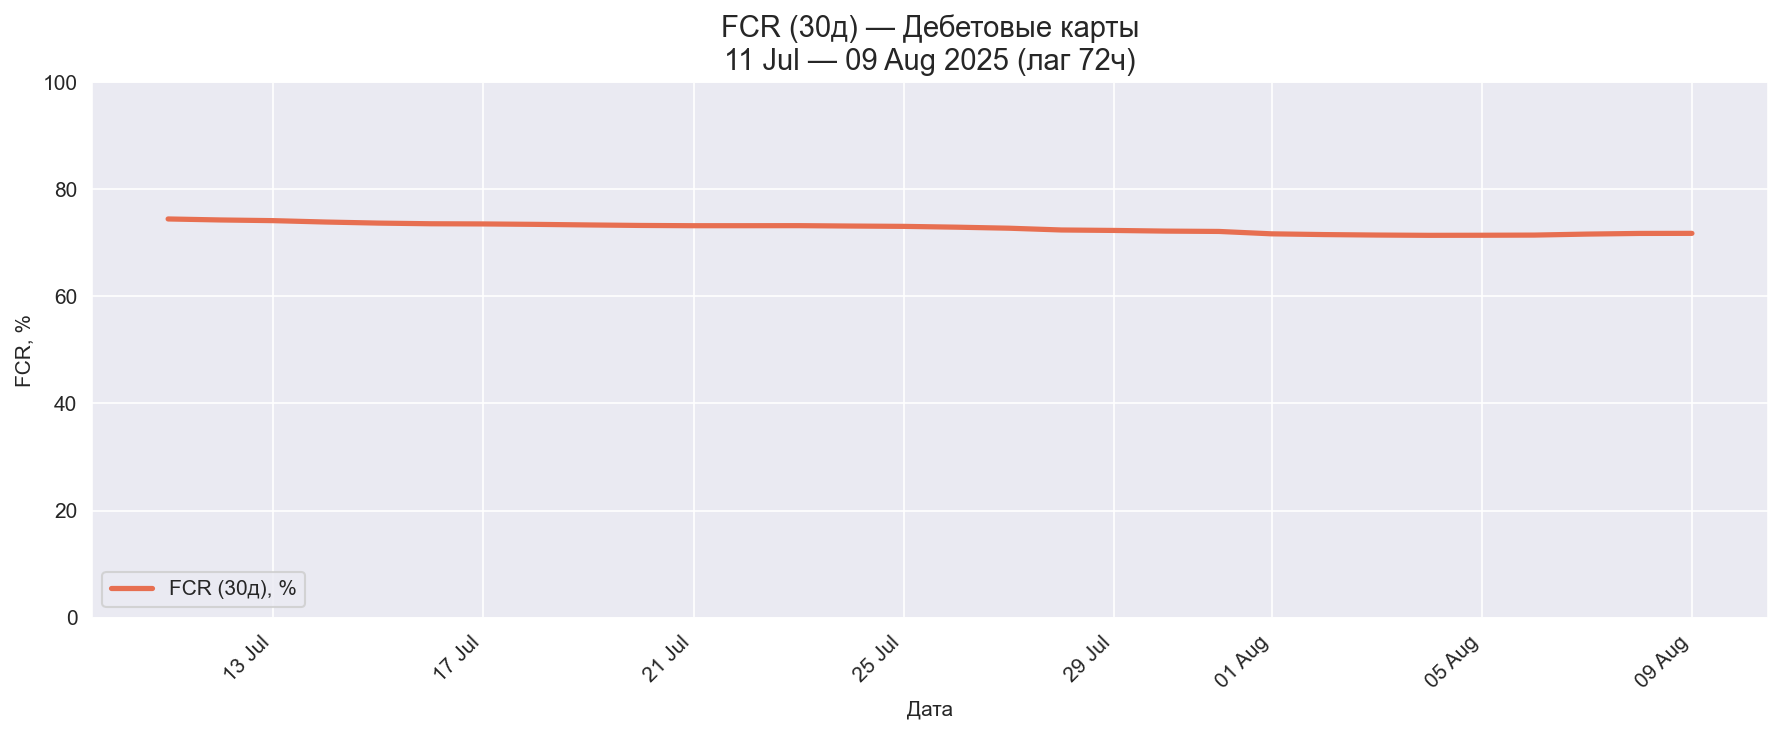 FCR (30д) — Дебетовые карты
11 Jul — 09 Aug 2025 (лаг 72ч)
100
80
60
40
20
0
FCR, %
FCR (30д), %
13 Jul
17 Jul
21 Jul
25 Jul
29 Jul
01 Aug
05 Aug
09 Aug
Дата